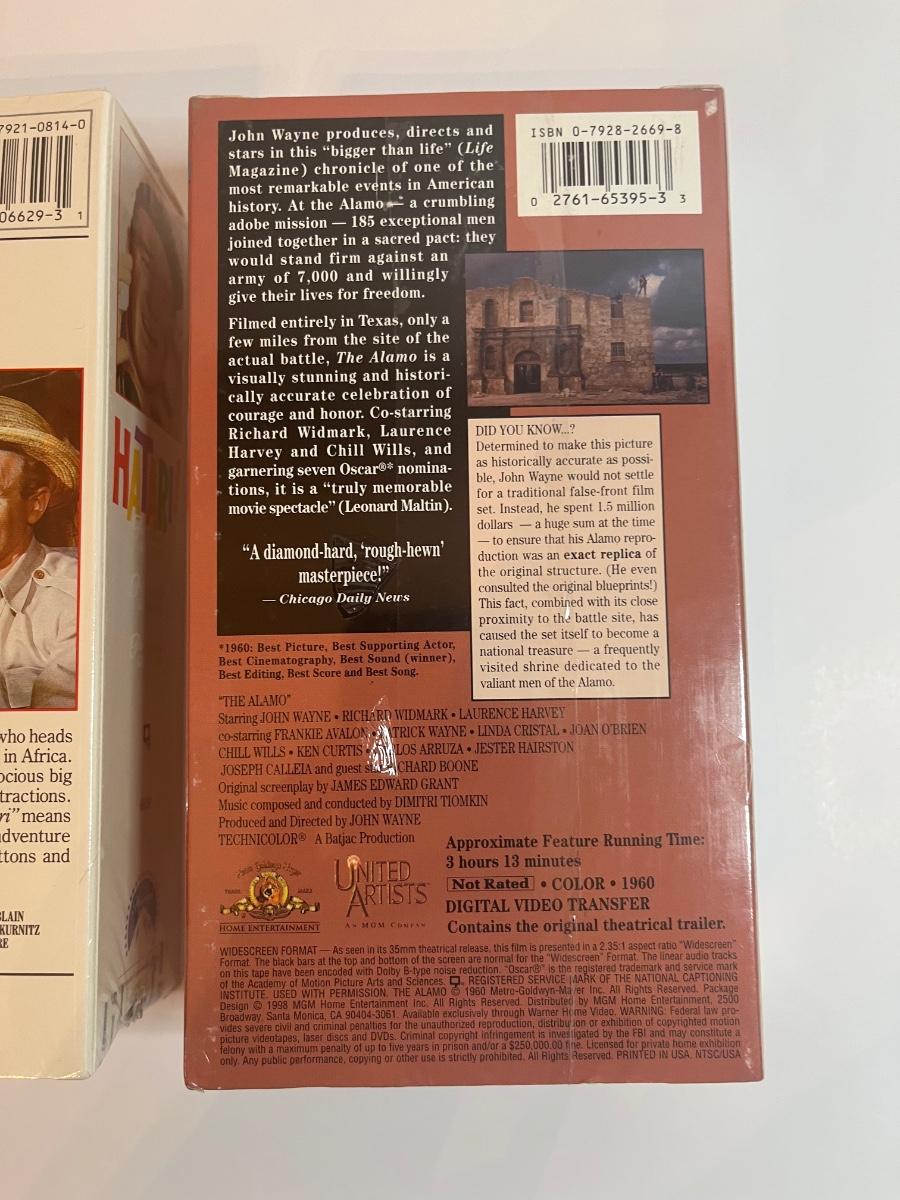 7921-0814-0
06629-3 1
HATARI
who heads
in Africa.
ocious big
tractions.
ri" means
adventure
ttons and
LAIN
KURNITZ
RE
John Wayne produces, directs and
stars in this “bigger than life” (Life
Magazine) chronicle of one of the
most remarkable events in American
history. At the Alamo — a crumbling
adobe mission — 185 exceptional men
joined together in a sacred pact: they
would stand firm against an
army of 7,000 and willingly
give their lives for freedom.
Filmed entirely in Texas, only a
few miles from the site of the
actual battle, The Alamo is a
visually stunning and histori-
cally accurate celebration of
courage and honor. Co-starring
Richard Widmark, Laurence
Harvey and Chill Wills, and
garnering seven Oscar®* nomina-
tions, it is a “truly memorable
movie spectacle” (Leonard Maltin).
“A diamond-hard, ‘rough-hewn’
masterpiece!”
— Chicago Daily News
*1960: Best Picture, Best Supporting Actor,
Best Cinematography, Best Sound (winner),
Best Editing, Best Score and Best Song.
ISBN 0-7928-2669-8
0 2761-65395-3 3
DID YOU KNOW...?
Determined to make this picture
as historically accurate as possi-
ble, John Wayne would not settle
for a traditional false-front film
set. Instead, he spent 1.5 million
dollars — a huge sum at the time
— to ensure that his Alamo repro-
duction was an exact replica of
the original structure. (He even
consulted the original blueprints!)
This fact, combined with its close
proximity to the battle site, has
caused the set itself to become a
national treasure — a frequently
visited shrine dedicated to the
valiant men of the Alamo.
“THE ALAMO”
Starring JOHN WAYNE • RICHARD WIDMARK • LAURENCE HARVEY
co-starring FRANKIE AVALON • PATRICK WAYNE • LINDA CRISTAL • JOAN O'BRIEN
CHILL WILLS • KEN CURTIS • LOS ARRUZA • JESTER HAIRSTON
JOSEPH CALLEIA and guest CHARD BOONE
Original screenplay by JAMES EDWARD GRANT
Music composed and conducted by DIMITRI TIOMKIN
Produced and Directed by JOHN WAYNE
TECHNICOLOR® A Batjac Production
TRADE MARK
HOME ENTERTAINMENT
UNITED
ARTISTS
AN MGM COMPANY
Approximate Feature Running Time:
3 hours 13 minutes
Not Rated • COLOR • 1960
DIGITAL VIDEO TRANSFER
Contains the original theatrical trailer.
WIDESCREEN FORMAT — As seen in its 35mm theatrical release, this film is presented in a 2.35:1 aspect ratio "Widescreen"
Format. The black bars at the top and bottom of the screen are normal for the "Widescreen" Format. The linear audio tracks
on this tape have been encoded with Dolby B-type noise reduction. "Oscar®" is the registered trademark and service mark
of the Academy of Motion Picture Arts and Sciences. REGISTERED SERVICE MARK OF THE NATIONAL CAPTIONING
INSTITUTE. USED WITH PERMISSION. THE ALAMO © 1960 Metro-Goldwyn-Mayer Inc. All Rights Reserved. Package
Design © 1998 MGM Home Entertainment Inc. All Rights Reserved. Distributed by MGM Home Entertainment, 2500
Broadway, Santa Monica, CA 90404-3061. Available exclusively through Warner Home Video. WARNING: Federal law pro-
vides severe civil and criminal penalties for the unauthorized reproduction, distribution or exhibition of copyrighted motion
picture videotapes, laser discs and DVDs. Criminal copyright infringement is investigated by the FBI and may constitute a
felony with a maximum penalty of up to five years in prison and/or a $250,000.00 fine. Licensed for private home exhibition
only. Any public performance, copying or other use is strictly prohibited. All Rights Reserved. PRINTED IN USA. NTSC/USA